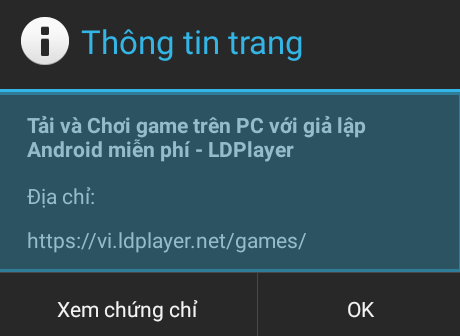 Thông tin trang
Tải và Chơi game trên PC với giả lập
Android miễn phí - LDPlayer
Địa chỉ:
https://vi.ldplayer.net/games/
Xem chứng chỉ
OK